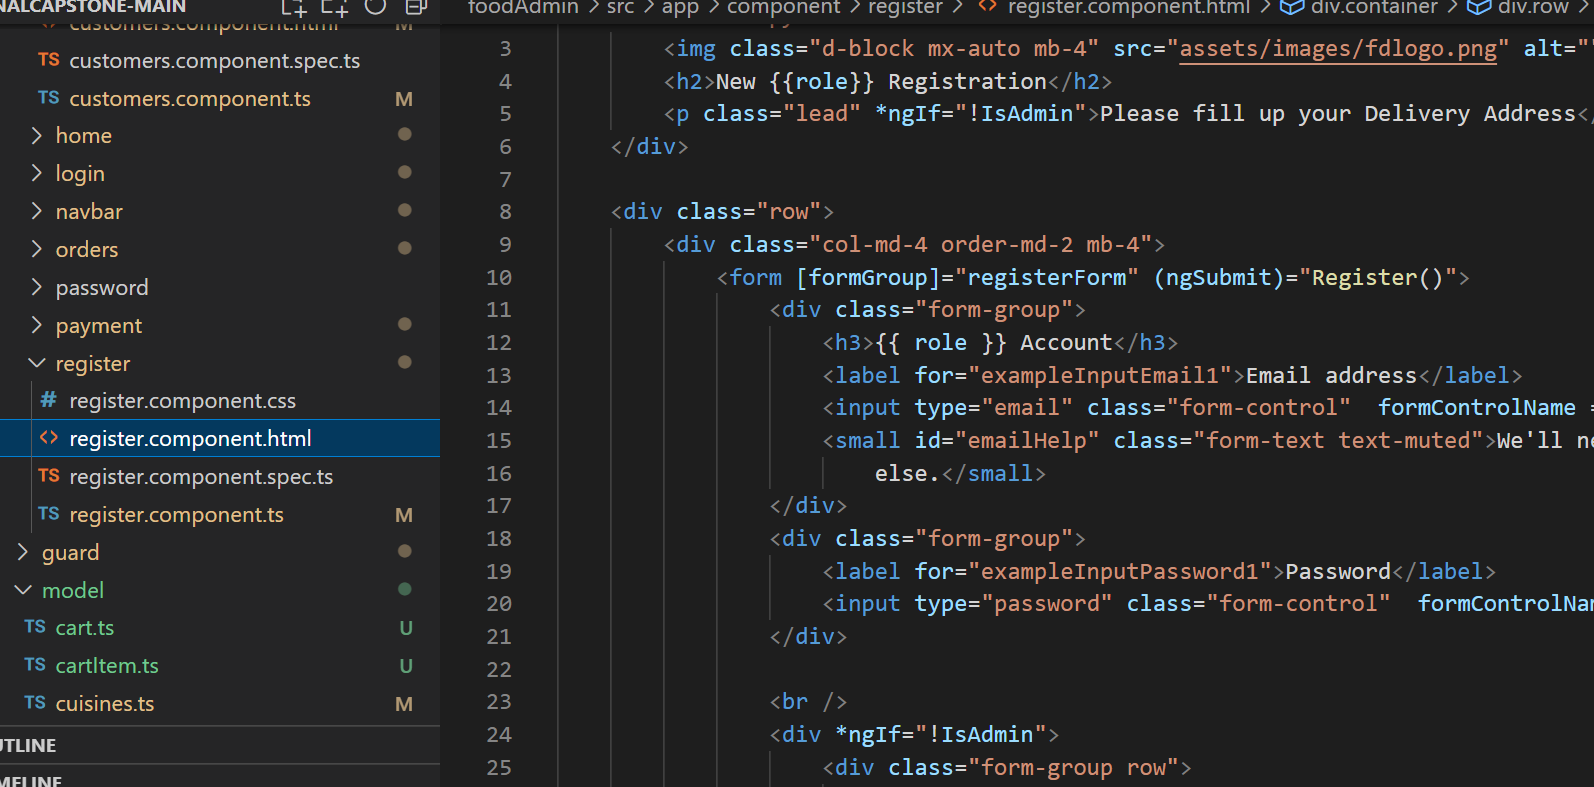 NALCAPSTONE-MAIN
customers.component.html M
TS customers.component.spec.ts
TS customers.component.ts M
home
login
navbar
orders
password
payment
register
# register.component.css
<> register.component.html
TS register.component.spec.ts
TS register.component.ts M
guard
model
TS cart.ts U
TS cartItem.ts U
TS cuisines.ts M
UTLINE
MELINE
foodAdmin > src > app > component > register > <> register.component.html > div.container > div.row >
3 <img class="d-block mx-auto mb-4" src="assets/images/fdlogo.png" alt="
4 <h2>New {{role}} Registration</h2>
5 <p class="lead" *ngIf="!IsAdmin">Please fill up your Delivery Address</
6 </div>
7
8 <div class="row">
9 <div class="col-md-4 order-md-2 mb-4">
10 <form [formGroup]="registerForm" (ngSubmit)="Register()">
11 <div class="form-group">
12 <h3>{{ role }} Account</h3>
13 <label for="exampleInputEmail1">Email address</label>
14 <input type="email" class="form-control"  formControlName =
15 <small id="emailHelp" class="form-text text-muted">We'll ne
16 else.</small>
17 </div>
18 <div class="form-group">
19 <label for="exampleInputPassword1">Password</label>
20 <input type="password" class="form-control"  formControlNam
21 </div>
22
23 <br />
24 <div *ngIf="!IsAdmin">
25 <div class="form-group row">